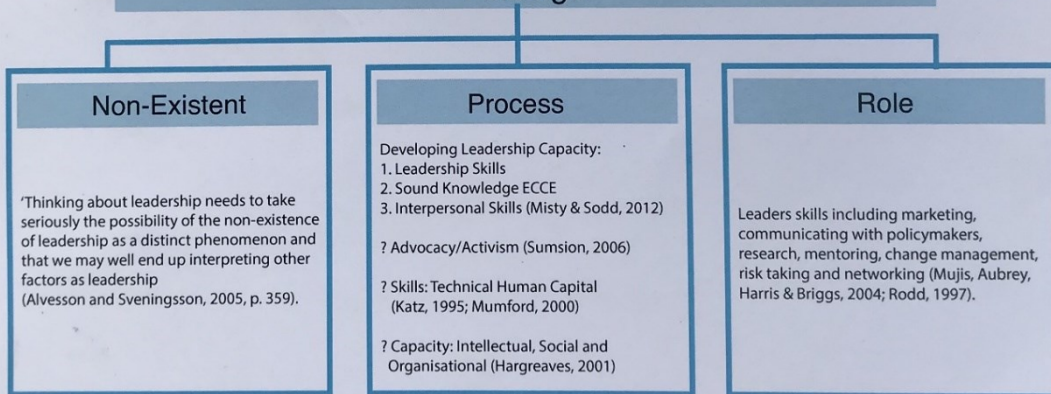 Non-Existent
'Thinking about leadership needs to take
seriously the possibility of the non-existence
of leadership as a distinct phenomenon and
that we may well end up interpreting other
factors as leadership
(Alvesson and Sveningsson, 2005, p. 359).
Process
Developing Leadership Capacity:
1. Leadership Skills
2. Sound Knowledge ECCE
3. Interpersonal Skills (Misty & Sodd, 2012)
? Advocacy/Activism (Sumsion, 2006)
? Skills: Technical Human Capital
(Katz, 1995; Mumford, 2000)
? Capacity: Intellectual, Social and
Organisational (Hargreaves, 2001)
Role
Leaders skills including marketing,
communicating with policymakers,
research, mentoring, change management,
risk taking and networking (Mujis, Aubrey,
Harris & Briggs, 2004; Rodd, 1997).